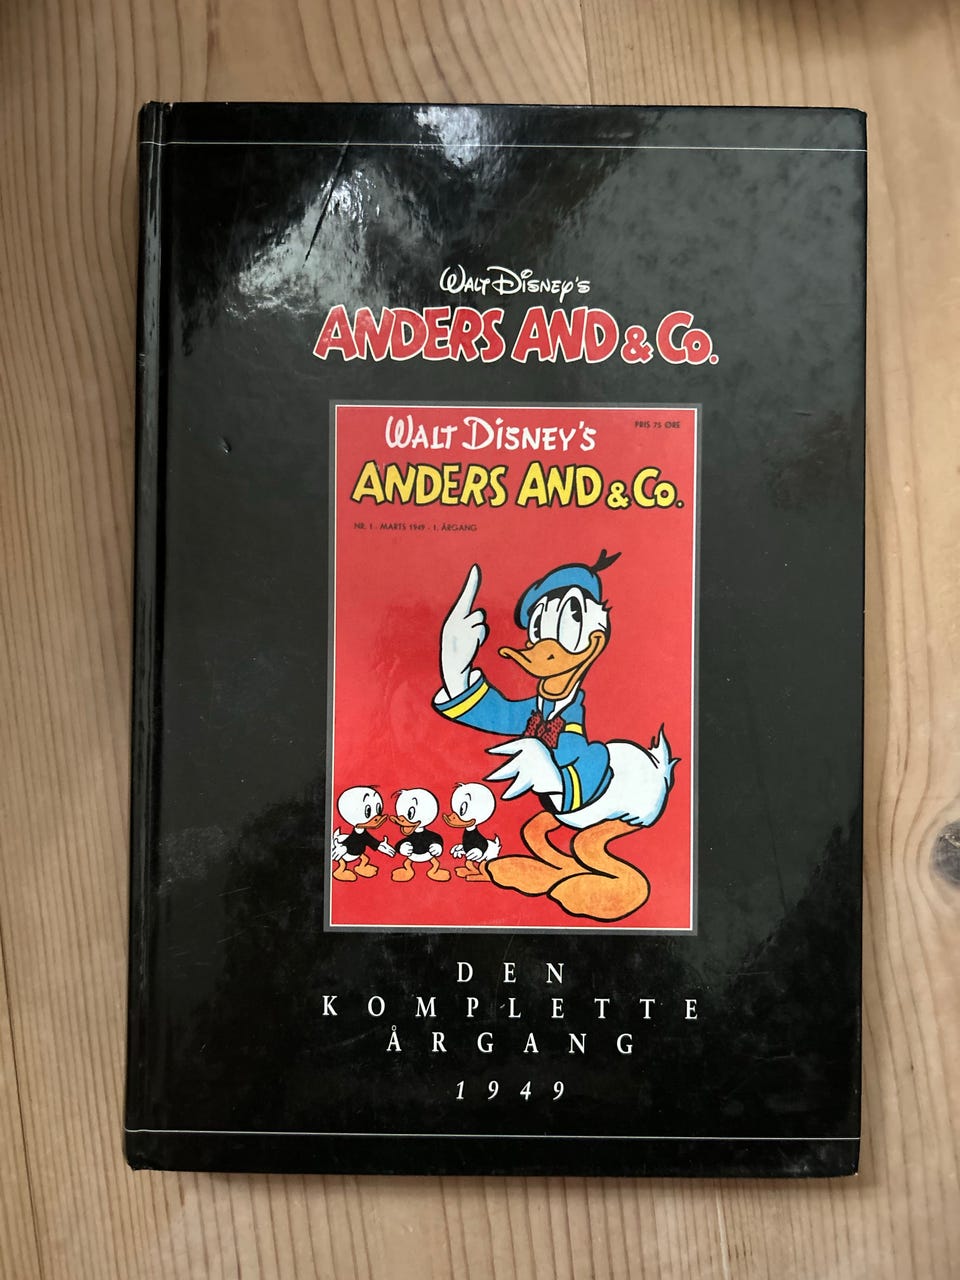 Walt Disney's
ANDERS AND & Co.
WALT DISNEY'S
PRIS 75 ØRE
ANDERS AND & Co.
NR. 1 - MARTS 1949 - 1. ÅRGANG
DEN
KOMPLETTE
ÅRGANG
1949